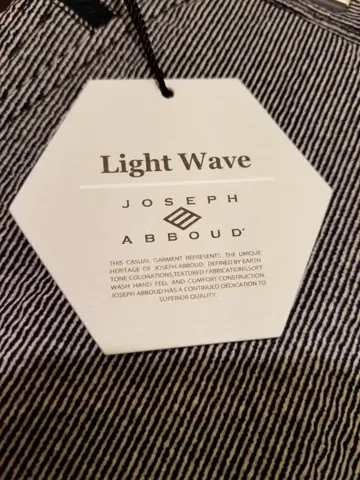 Light Wave
JOSEPH
ABBOUD®
THIS CASUAL GARMENT REPRESENTS THE UNIQUE
HERITAGE OF JOSEPH ABBOUD. DEFINED BY EARTH
TONE COLORATIONS,TEXTURED FABRICATIONS,SOFT
WASH HAND FEEL AND CUMFORT CONSTRUCTION.
JOSEPH ABBOUD HAS A CONTINUED DEDICATION TO
SUPERIOR QUALITY.